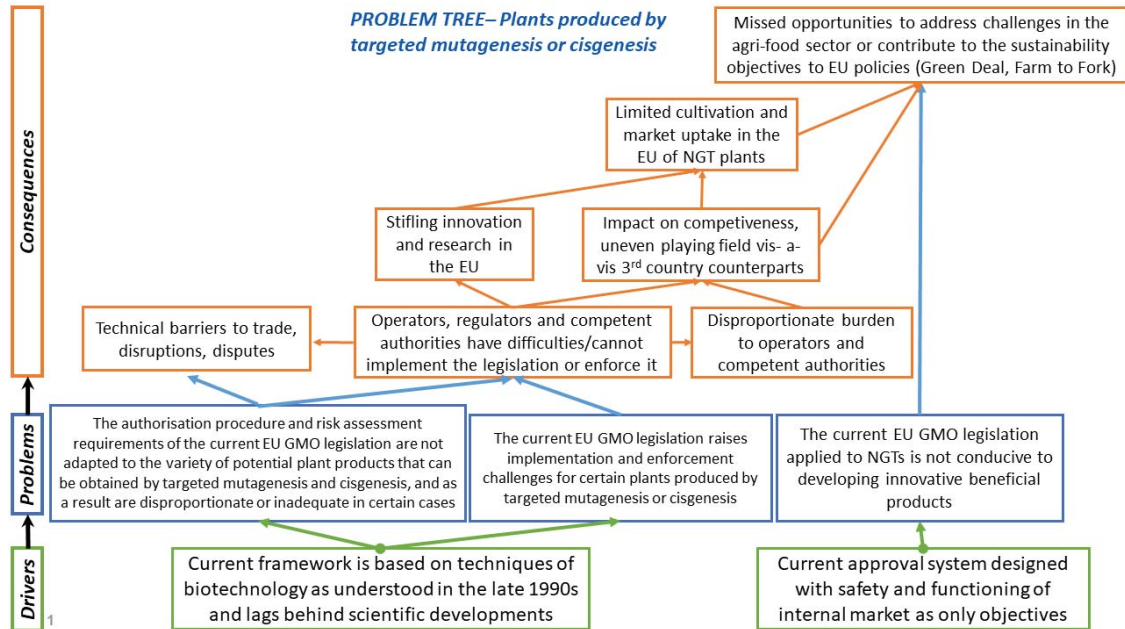 PROBLEM TREE– Plants produced by
targeted mutagenesis or cisgenesis
Missed opportunities to address challenges in the
agri-food sector or contribute to the sustainability
objectives to EU policies (Green Deal, Farm to Fork)
Consequences
Limited cultivation and
market uptake in the
EU of NGT plants
Stifling innovation
and research in
the EU
Impact on competiveness,
uneven playing field vis- a-
vis 3rd country counterparts
Technical barriers to trade,
disruptions, disputes
Operators, regulators and competent
authorities have difficulties/cannot
implement the legislation or enforce it
Disproportionate burden
to operators and
competent authorities
Problems
The authorisation procedure and risk assessment
requirements of the current EU GMO legislation are not
adapted to the variety of potential plant products that can
be obtained by targeted mutagenesis and cisgenesis, and as
a result are disproportionate or inadequate in certain cases
The current EU GMO legislation raises
implementation and enforcement
challenges for certain plants produced by
targeted mutagenesis or cisgenesis
The current EU GMO legislation
applied to NGTs is not conducive to
developing innovative beneficial
products
Drivers
Current framework is based on techniques of
biotechnology as understood in the late 1990s
and lags behind scientific developments
Current approval system designed
with safety and functioning of
internal market as only objectives
1